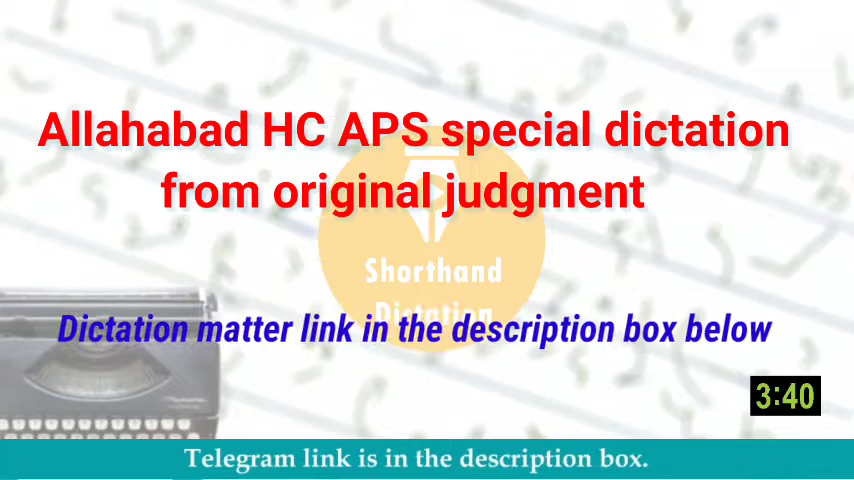 Allahabad HC APS special dictation
from original judgment
Shorthand
Dictation
Dictation matter link in the description box below
3:40
Telegram link is in the description box.